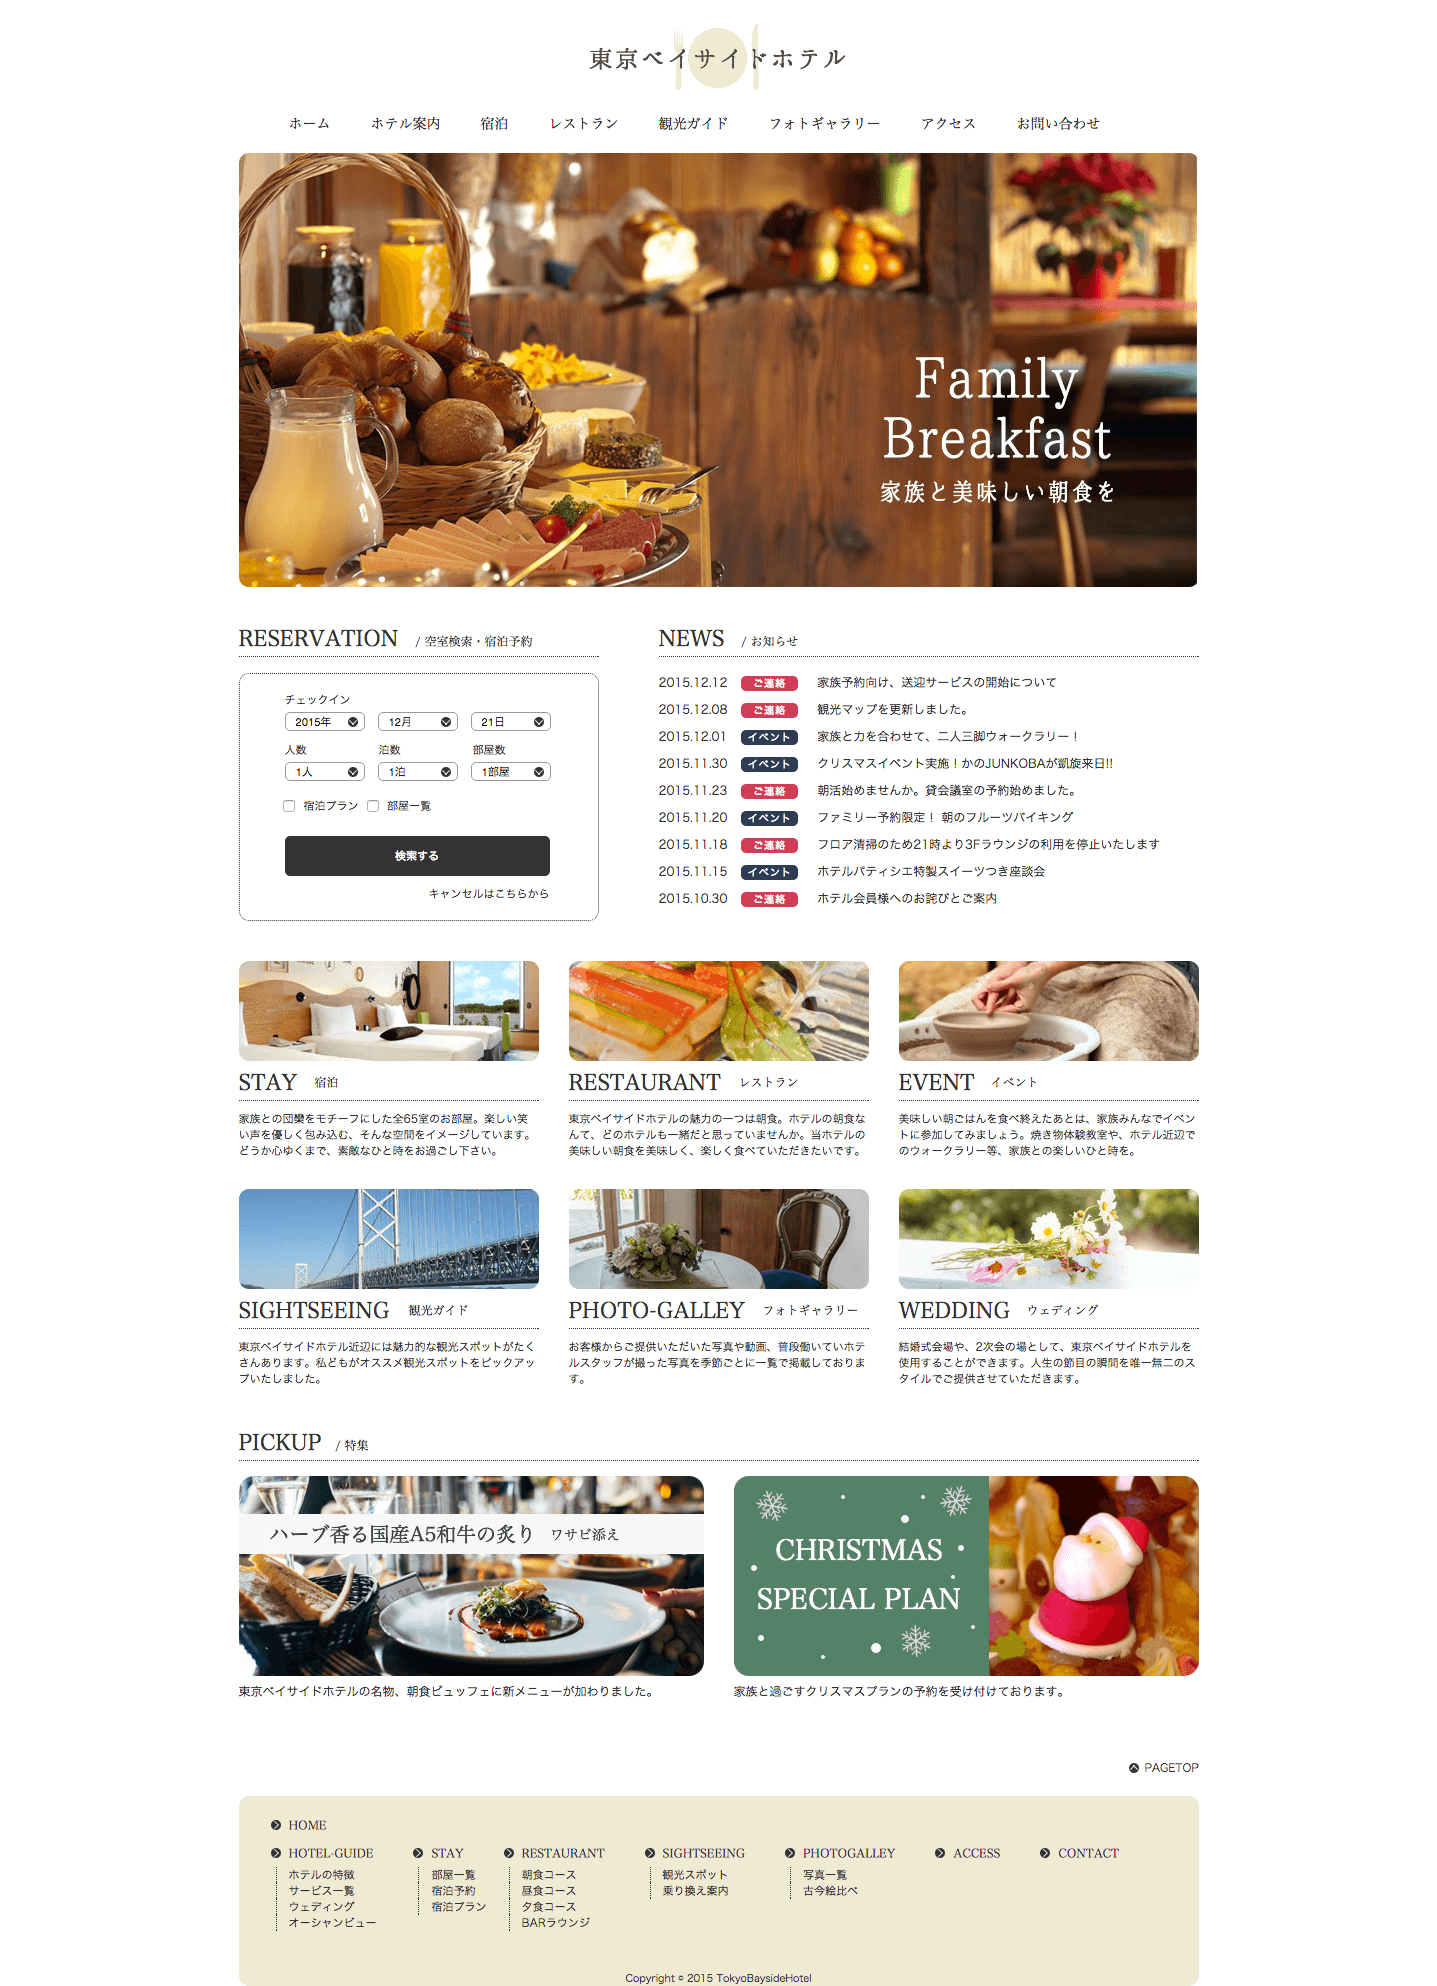 東京ベイサイドホテル
ホーム ホテル案内 宿泊 レストラン 観光ガイド フォトギャラリー アクセス お問い合わせ
Family
Breakfast
家族と美味しい朝食を
RESERVATION / 空室検索・宿泊予約
チェックイン
2015年 12月 21日
人数 泊数 部屋数
1人 1泊 1部屋
宿泊プラン 部屋一覧
検索する
キャンセルはこちらから
NEWS / お知らせ
2015.12.12 ご連絡 家族予約向け、送迎サービスの開始について
2015.12.08 ご連絡 観光マップを更新しました。
2015.12.01 イベント 家族と力を合わせて、二人三脚ウォークラリー！
2015.11.30 イベント クリスマスイベント実施！かのJUNKOBAが凱旋来日!!
2015.11.23 ご連絡 朝活始めませんか。貸会議室の予約始めました。
2015.11.20 イベント ファミリー予約限定！ 朝のフルーツバイキング
2015.11.18 ご連絡 フロア清掃のため21時より3Fラウンジの利用を停止いたします
2015.11.15 イベント ホテルパティシエ特製スイーツつき座談会
2015.10.30 ご連絡 ホテル会員様へのお詫びとご案内
STAY 宿泊
家族との団欒をモチーフにした全65室のお部屋。楽しい笑
い声を優しく包み込む、そんな空間をイメージしています。
どうか心ゆくまで、素敵なひと時をお過ごし下さい。
RESTAURANT レストラン
東京ベイサイドホテルの魅力の一つは朝食。ホテルの朝食な
んて、どのホテルも一緒だと思っていませんか。当ホテルの
美味しい朝食を美味しく、楽しく食べていただきたいです。
EVENT イベント
美味しい朝ごはんを食べ終えたあとは、家族みんなでイベン
トに参加してみましょう。焼き物体験教室や、ホテル近辺で
のウォークラリー等、家族との楽しいひと時を。
SIGHTSEEING 観光ガイド
東京ベイサイドホテル近辺には魅力的な観光スポットがたく
さんあります。私どもがオススメ観光スポットをピックアッ
プいたしました。
PHOTO-GALLEY フォトギャラリー
お客様からご提供いただいた写真や動画、普段働いていホテ
ルスタッフが撮った写真を季節ごとに一覧で掲載しておりま
す。
WEDDING ウェディング
結婚式会場や、2次会の場として、東京ベイサイドホテルを
使用することができます。人生の節目の瞬間を唯一無二のス
タイルでご提供させていただきます。
PICKUP / 特集
ハーブ香る国産A5和牛の炙り ワサビ添え
東京ベイサイドホテルの名物、朝食ビュッフェに新メニューが加わりました。
CHRISTMAS
SPECIAL PLAN
家族と過ごすクリスマスプランの予約を受け付けております。
PAGETOP
HOME
HOTEL-GUIDE
ホテルの特徴
サービス一覧
ウェディング
オーシャンビュー
STAY
部屋一覧
宿泊予約
宿泊プラン
RESTAURANT
朝食コース
昼食コース
夕食コース
BARラウンジ
SIGHTSEEING
観光スポット
乗り換え案内
PHOTOGALLEY
写真一覧
古今絵比べ
ACCESS
CONTACT
Copyright © 2015 TokyoBaysideHotel